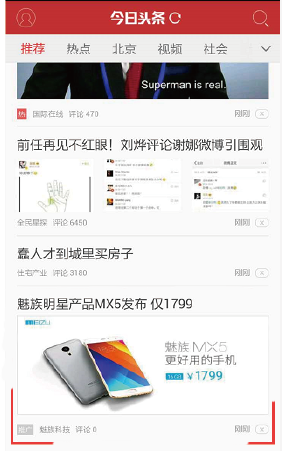 今日头条
推荐 热点 北京 视频 社会
Superman is great.
热 国际在线 评论 470 刚刚
前任再见不红眼！刘烨评论谢娜微博引围观
全民星探 评论 6450 刚刚
蠢人才到城里买房子
住宅产业 评论 3160 刚刚
魅族明星产品MX5发布 仅1799
MEIZU
魅族 MX5
更好用的手机
16GB ¥1799
推广 魅族科技 评论 0 刚刚